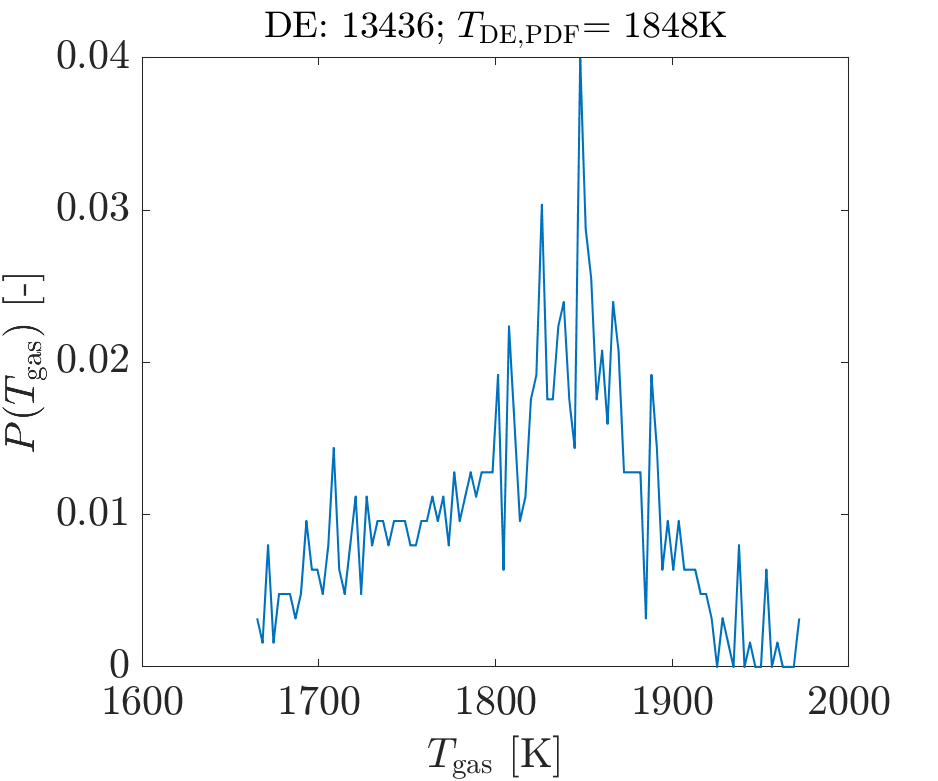 DE: 13436; T_DE,PDF= 1848K
0.04
0.03
0.02
0.01
0
P(T_gas) [-]
1600 1700 1800 1900 2000
T_gas [K]